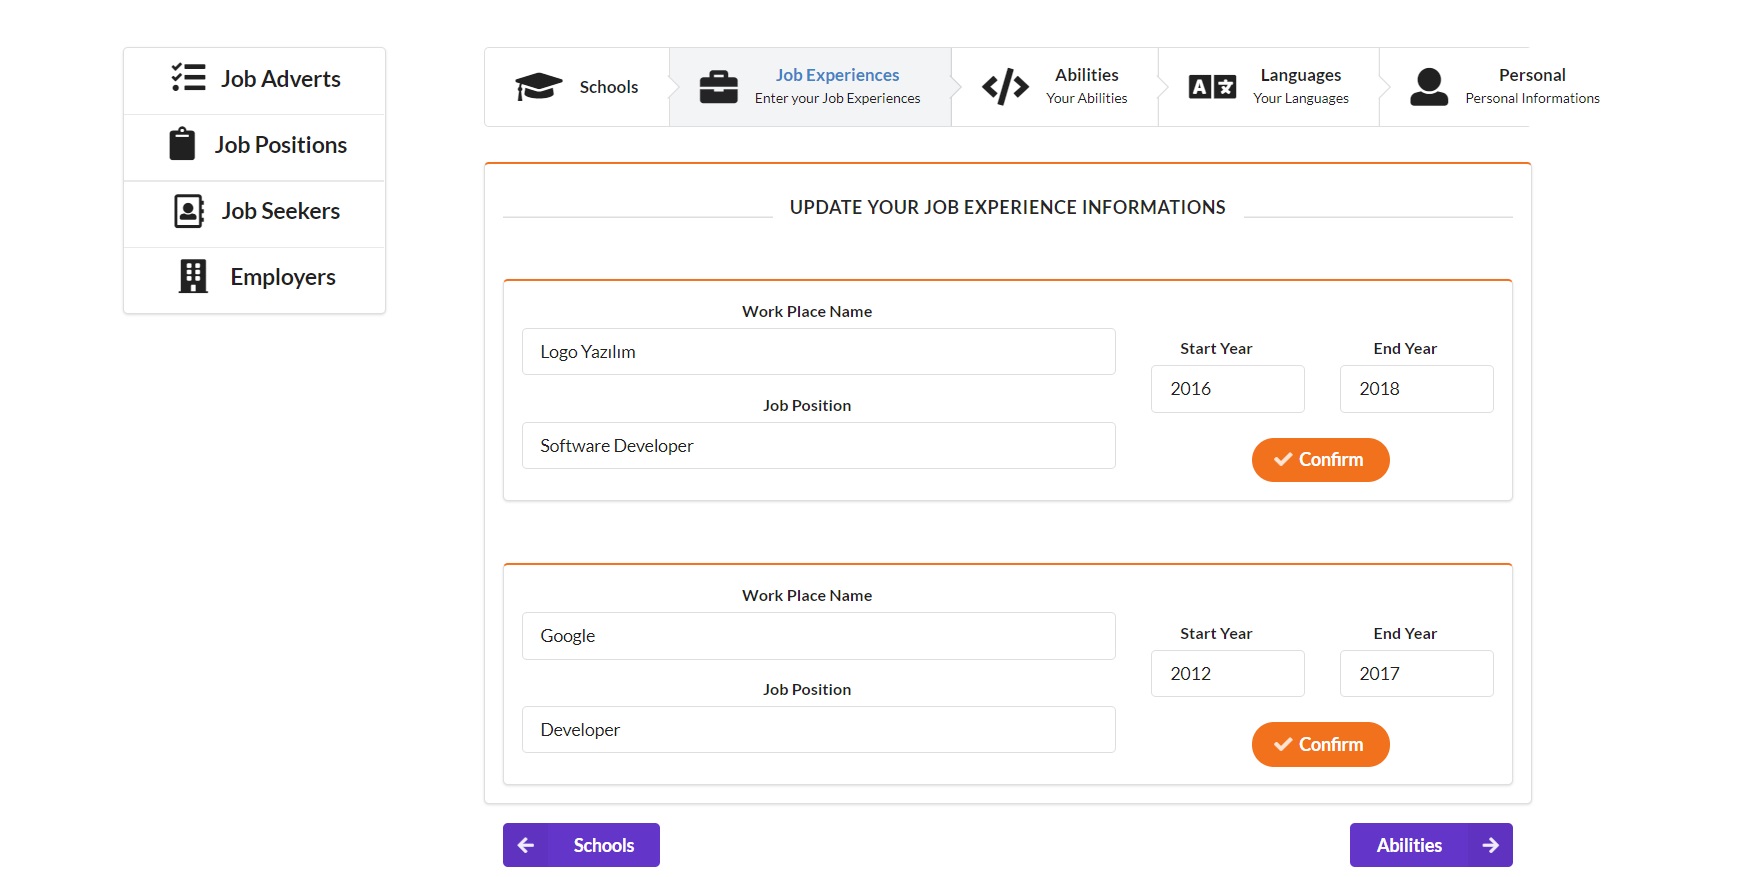 Job Adverts
Job Positions
Job Seekers
Employers
Schools
Job Experiences
Enter your Job Experiences
Abilities
Your Abilities
Languages
Your Languages
Personal
Personal Informations
UPDATE YOUR JOB EXPERIENCE INFORMATIONS
Work Place Name
Logo Yazılım
Job Position
Software Developer
Start Year
2016
End Year
2018
Confirm
Work Place Name
Google
Job Position
Developer
Start Year
2012
End Year
2017
Confirm
Schools
Abilities